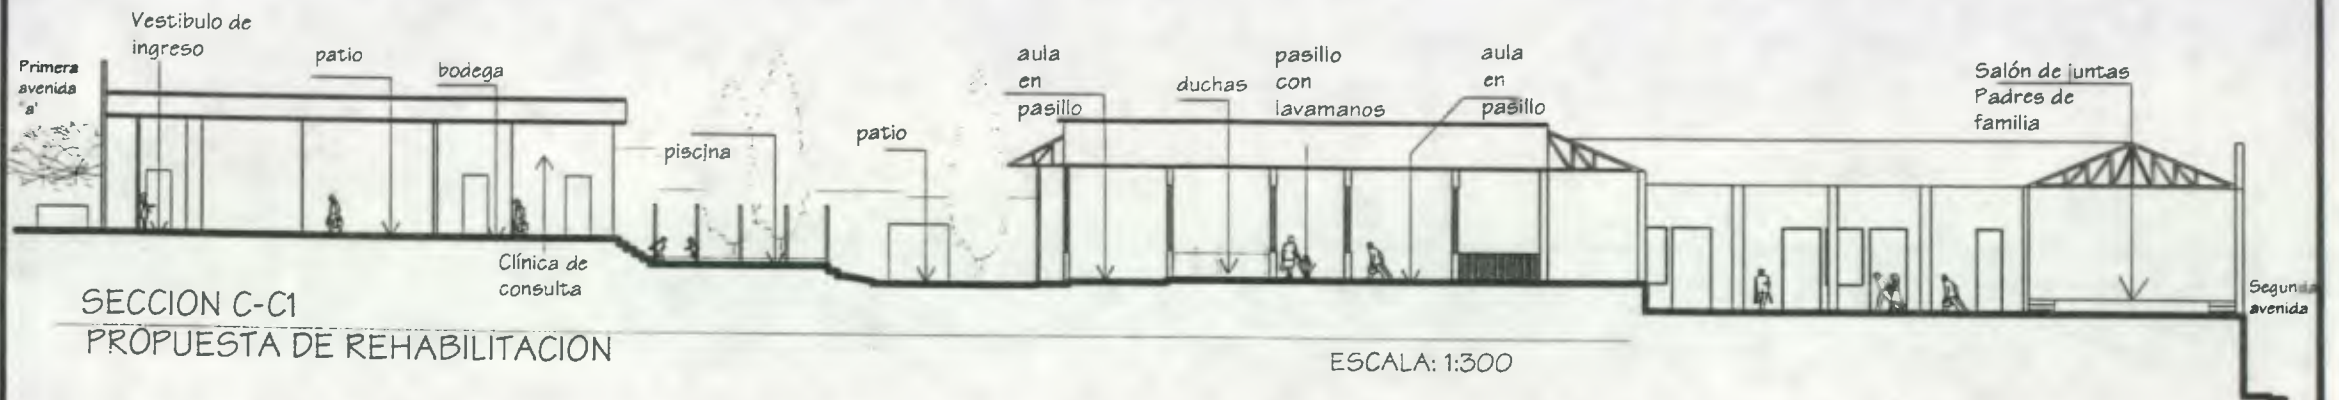 Vestibulo de
ingreso
Primera
avenida
"a"
patio
bodega
piscina
patio
aula
en
pasillo
duchas
pasillo
con
lavamanos
aula
en
pasillo
Salón de juntas
Padres de
familia
Clínica de
consulta
Segunda
avenida
SECCION C-C1
PROPUESTA DE REHABILITACION
ESCALA: 1:300